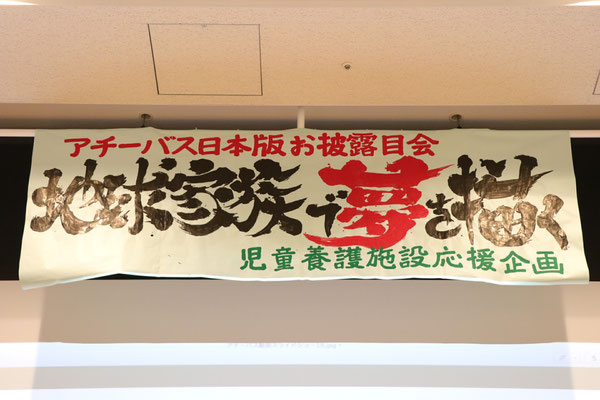 アチーバス日本版お披露目会
地球家族で夢を描く
児童養護施設応援企画